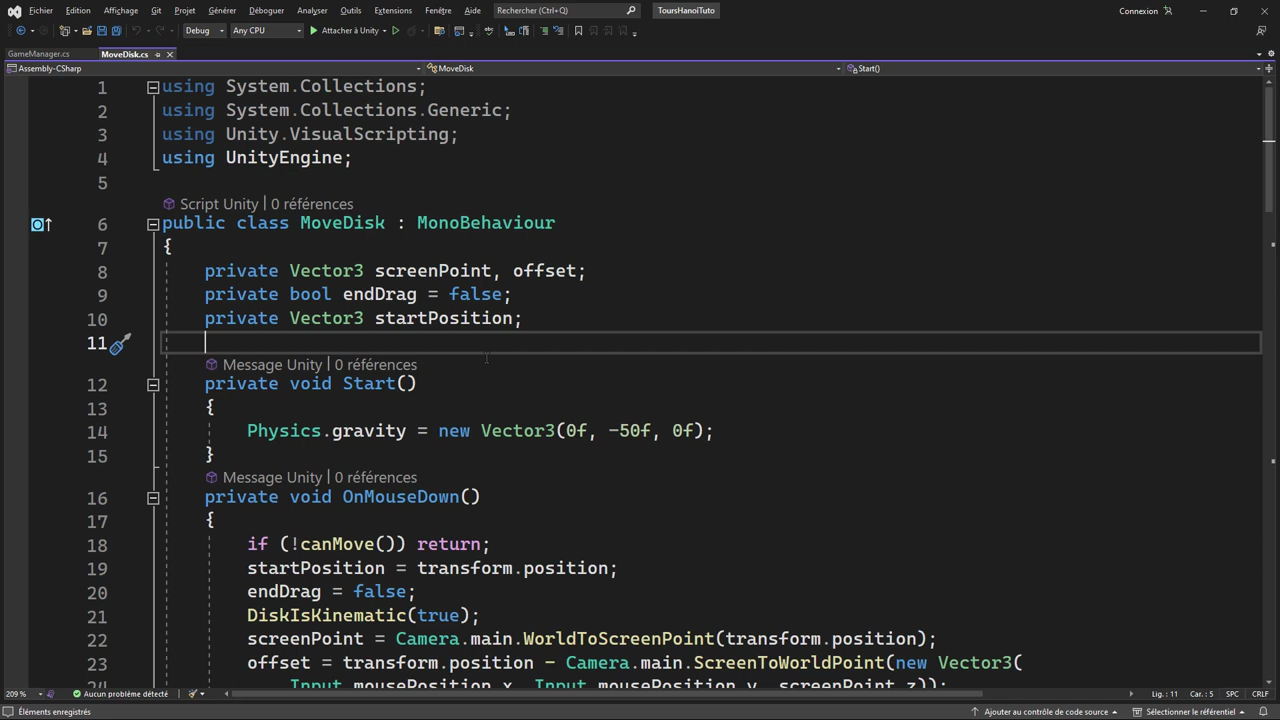 Fichier Edition Affichage Git Projet Générer Déboguer Analyser Outils Extensions Fenêtre Aide Rechercher (Ctrl+Q) ToursHanoiTuto Connexion
Debug Any CPU Attacher à Unity
GameManager.cs MoveDisk.cs
Assembly-CSharp MoveDisk Start()
1 using System.Collections;
2 using System.Collections.Generic;
3 using Unity.VisualScripting;
4 using UnityEngine;
5
Script Unity | 0 références
6 public class MoveDisk : MonoBehaviour
7 {
8 private Vector3 screenPoint, offset;
9 private bool endDrag = false;
10 private Vector3 startPosition;
11
Message Unity | 0 références
12 private void Start()
13 {
14 Physics.gravity = new Vector3(0f, -50f, 0f);
15 }
Message Unity | 0 références
16 private void OnMouseDown()
17 {
18 if (!canMove()) return;
19 startPosition = transform.position;
20 endDrag = false;
21 DiskIsKinematic(true);
22 screenPoint = Camera.main.WorldToScreenPoint(transform.position);
23 offset = transform.position - Camera.main.ScreenToWorldPoint(new Vector3(
24 Input.mousePosition.x, Input.mousePosition.y, screenPoint.z));
209 % Aucun problème détecté Lig. : 11 Car. : 5 SPC CRLF
Éléments enregistrés Ajouter au contrôle de code source Sélectionner le référentiel